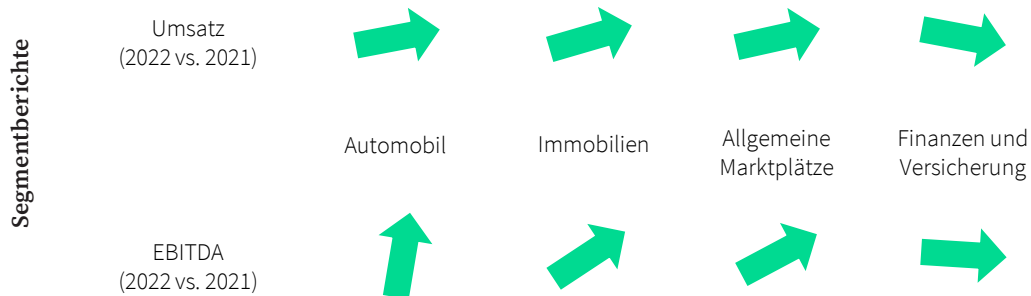 Segmentberichte
Umsatz
(2022 vs. 2021)
Automobil
Immobilien
Allgemeine
Marktplätze
Finanzen und
Versicherung
EBITDA
(2022 vs. 2021)